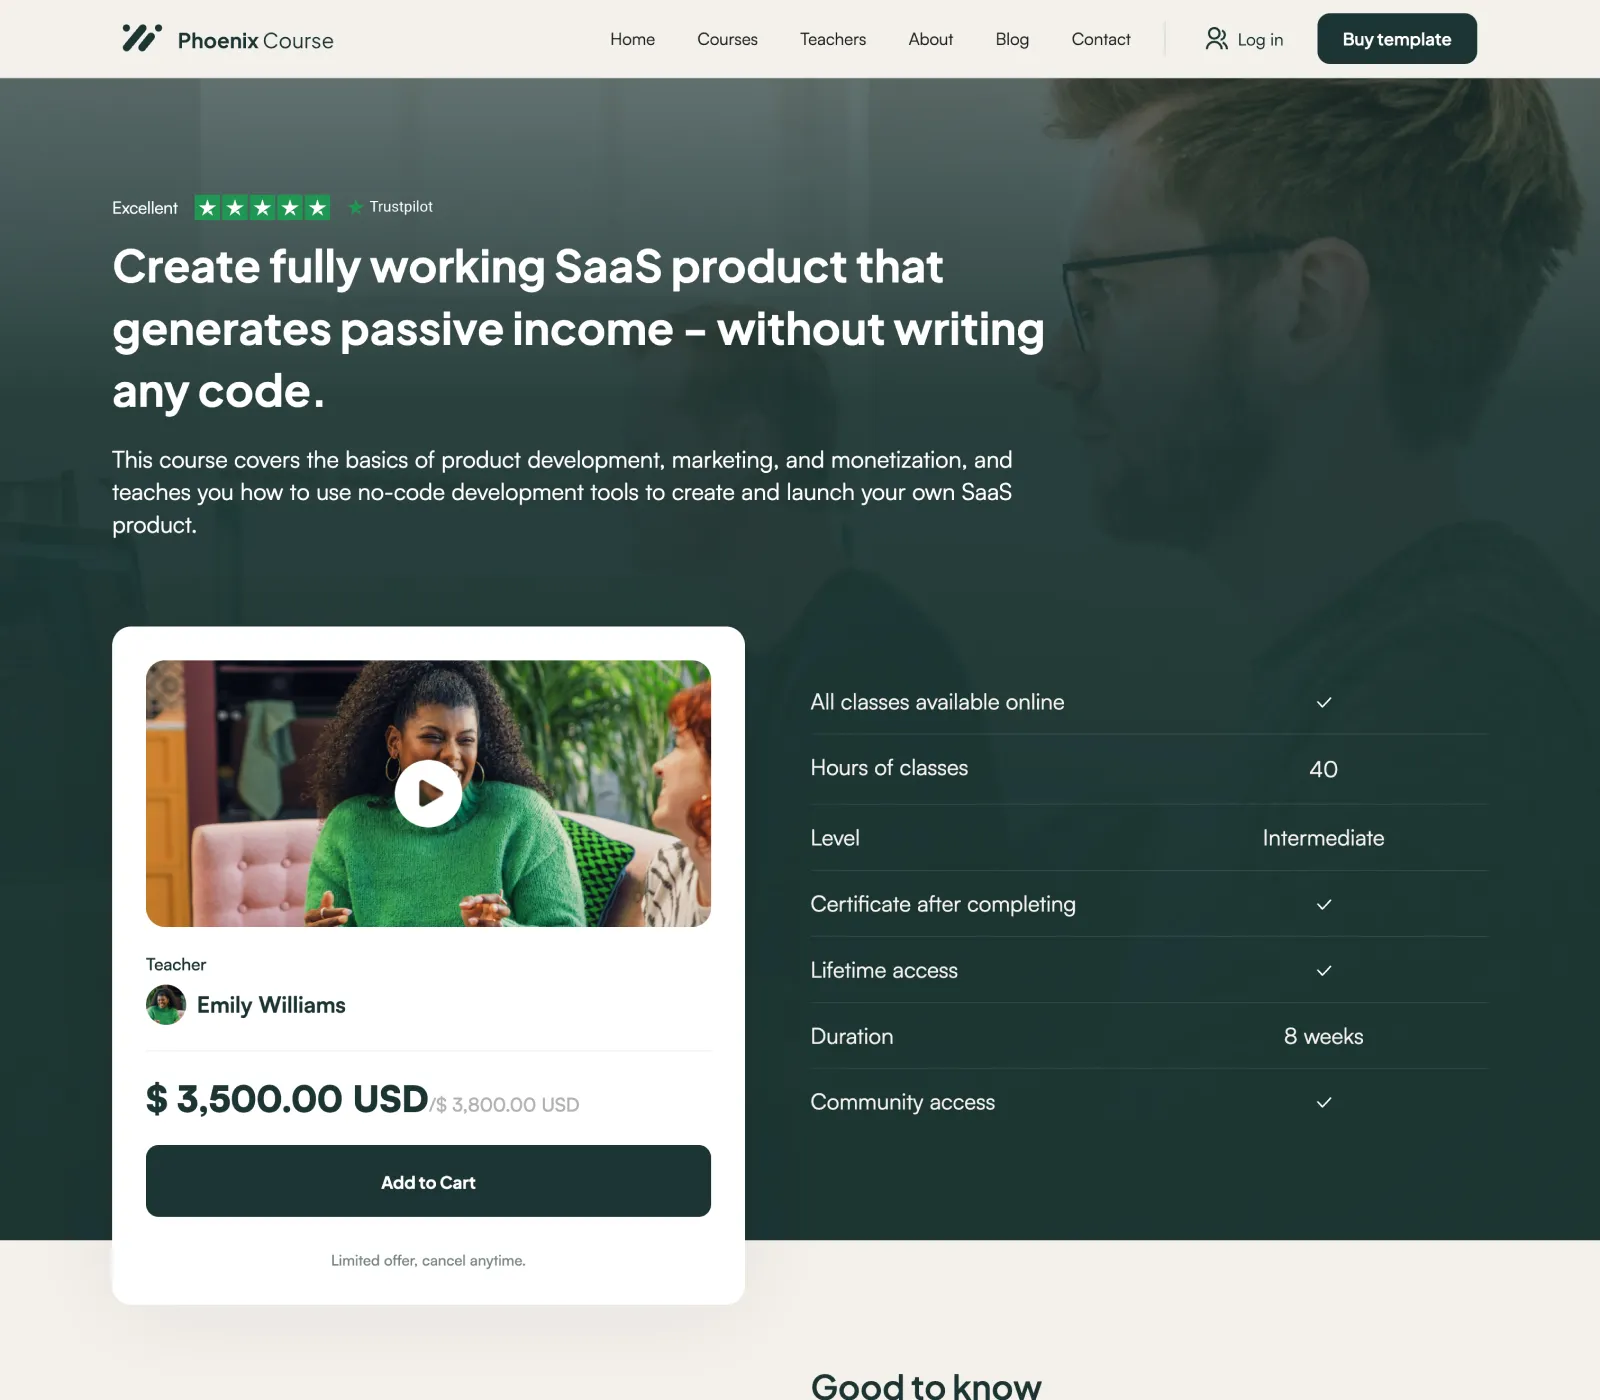 Phoenix Course
Home
Courses
Teachers
About
Blog
Contact
Log in
Buy template
Excellent
Trustpilot
Create fully working SaaS product that
generates passive income – without writing
any code.
This course covers the basics of product development, marketing, and monetization, and
teaches you how to use no-code development tools to create and launch your own SaaS
product.
Teacher
Emily Williams
$ 3,500.00 USD/$ 3,800.00 USD
Add to Cart
Limited offer, cancel anytime.
All classes available online
Hours of classes 40
Level Intermediate
Certificate after completing
Lifetime access
Duration 8 weeks
Community access
Good to know